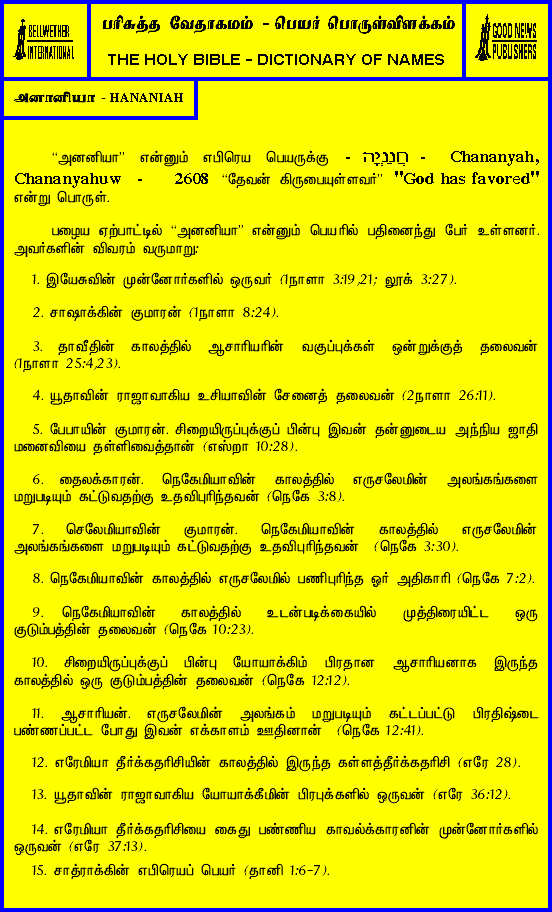 BELLWETHER
INTERNATIONAL
பரிசுத்த வேதாகமம் - பெயர் பொருள்விளக்கம்
THE HOLY BIBLE - DICTIONARY OF NAMES
GOOD NEWS
PUBLISHERS
அனானியா - HANANIAH
“அனனியா” என்னும் எபிரெய பெயருக்கு - חֲנַנְיָה - Chananyah,
Chananyahuw - 2608 “தேவன் கிருபையுள்ளவர்” "God has favored"
என்று பொருள்.
பழைய ஏற்பாட்டில் “அனனியா” என்னும் பெயரில் பதினைந்து பேர் உள்ளனர்.
அவர்களின் விவரம் வருமாறு:
1. இயேசுவின் முன்னோர்களில் ஒருவர் (1நாளா 3:19,21; லூக் 3:27).
2. சாஷாக்கின் குமாரன் (1நாளா 8:24).
3. தாவீதின் காலத்தில் ஆசாரியரின் வகுப்புக்கள் ஒன்றுக்குத் தலைவன்
(1நாளா 25:4,23).
4. யூதாவின் ராஜாவாகிய உசியாவின் சேனைத் தலைவன் (2நாளா 26:11).
5. பேபாயின் குமாரன். சிறையிருப்புக்குப் பின்பு இவன் தன்னுடைய அந்நிய ஜாதி
மனைவியை தள்ளிவைத்தான் (எஸ்றா 10:28).
6. தைலக்காரன். நெகேமியாவின் காலத்தில் எருசலேமின் அலங்கங்களை
மறுபடியும் கட்டுவதற்கு உதவிபுரிந்தவன் (நெகே 3:8).
7. செலேமியாவின் குமாரன். நெகேமியாவின் காலத்தில் எருசலேமின்
அலங்கங்களை மறுபடியும் கட்டுவதற்கு உதவிபுரிந்தவன் (நெகே 3:30).
8. நெகேமியாவின் காலத்தில் எருசலேமில் பணிபுரிந்த ஓர் அதிகாரி (நெகே 7:2).
9. நெகேமியாவின் காலத்தில் உடன்படிக்கையில் முத்திரையிட்ட ஒரு
குடும்பத்தின் தலைவன் (நெகே 10:23).
10. சிறையிருப்புக்குப் பின்பு யோயாக்கிம் பிரதான ஆசாரியனாக இருந்த
காலத்தில் ஒரு குடும்பத்தின் தலைவன் (நெகே 12:12).
11. ஆசாரியன். எருசலேமின் அலங்கம் மறுபடியும் கட்டப்பட்டு பிரதிஷ்டை
பண்ணப்பட்ட போது இவன் எக்காளம் ஊதினான் (நெகே 12:41).
12. எரேமியா தீர்க்கதரிசியின் காலத்தில் இருந்த கள்ளத்தீர்க்கதரிசி (எரே 28).
13. யூதாவின் ராஜாவாகிய யோயாக்கீமின் பிரபுக்களில் ஒருவன் (எரே 36:12).
14. எரேமியா தீர்க்கதரிசியை கைது பண்ணிய காவல்க்காரனின் முன்னோர்களில்
ஒருவன் (எரே 37:13).
15. சாத்ராக்கின் எபிரெயப் பெயர் (தானி 1:6-7).